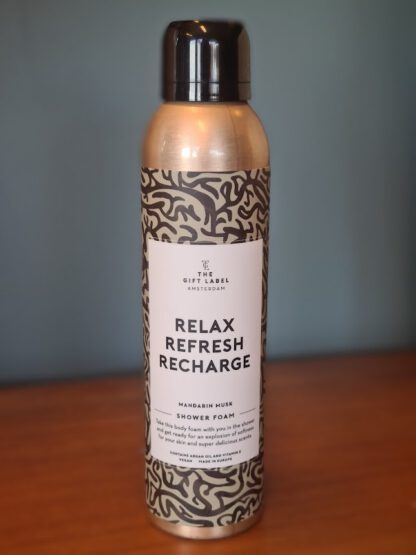 THE
GIFT LABEL
AMSTERDAM
RELAX
REFRESH
RECHARGE
MANDARIN MUSK
SHOWER FOAM
Take this body foam with you in the shower
and get ready for an explosion of softness
for your skin and super delicious scents
CONTAINS ARGAN OIL AND VITAMIN E
VEGAN MADE IN EUROPE